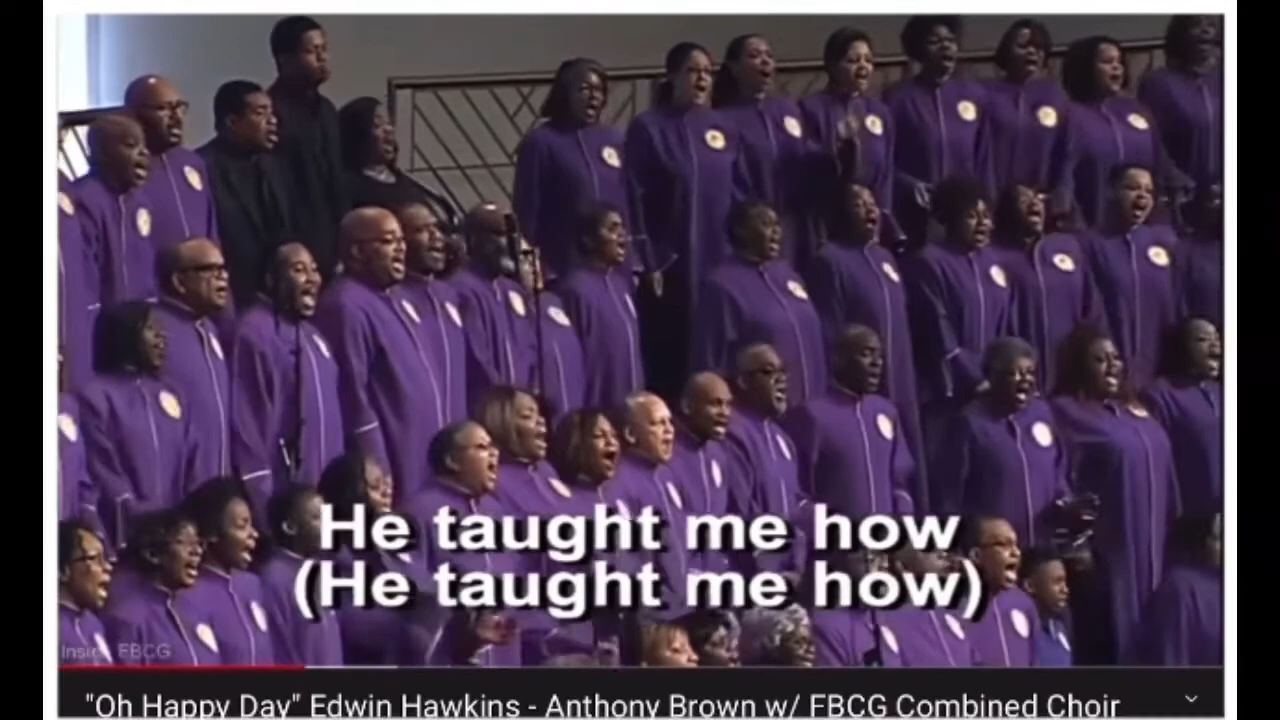 He taught me how
(He taught me how)
Inside FBCG
"Oh Happy Day" Edwin Hawkins - Anthony Brown w/ FBCG Combined Choir